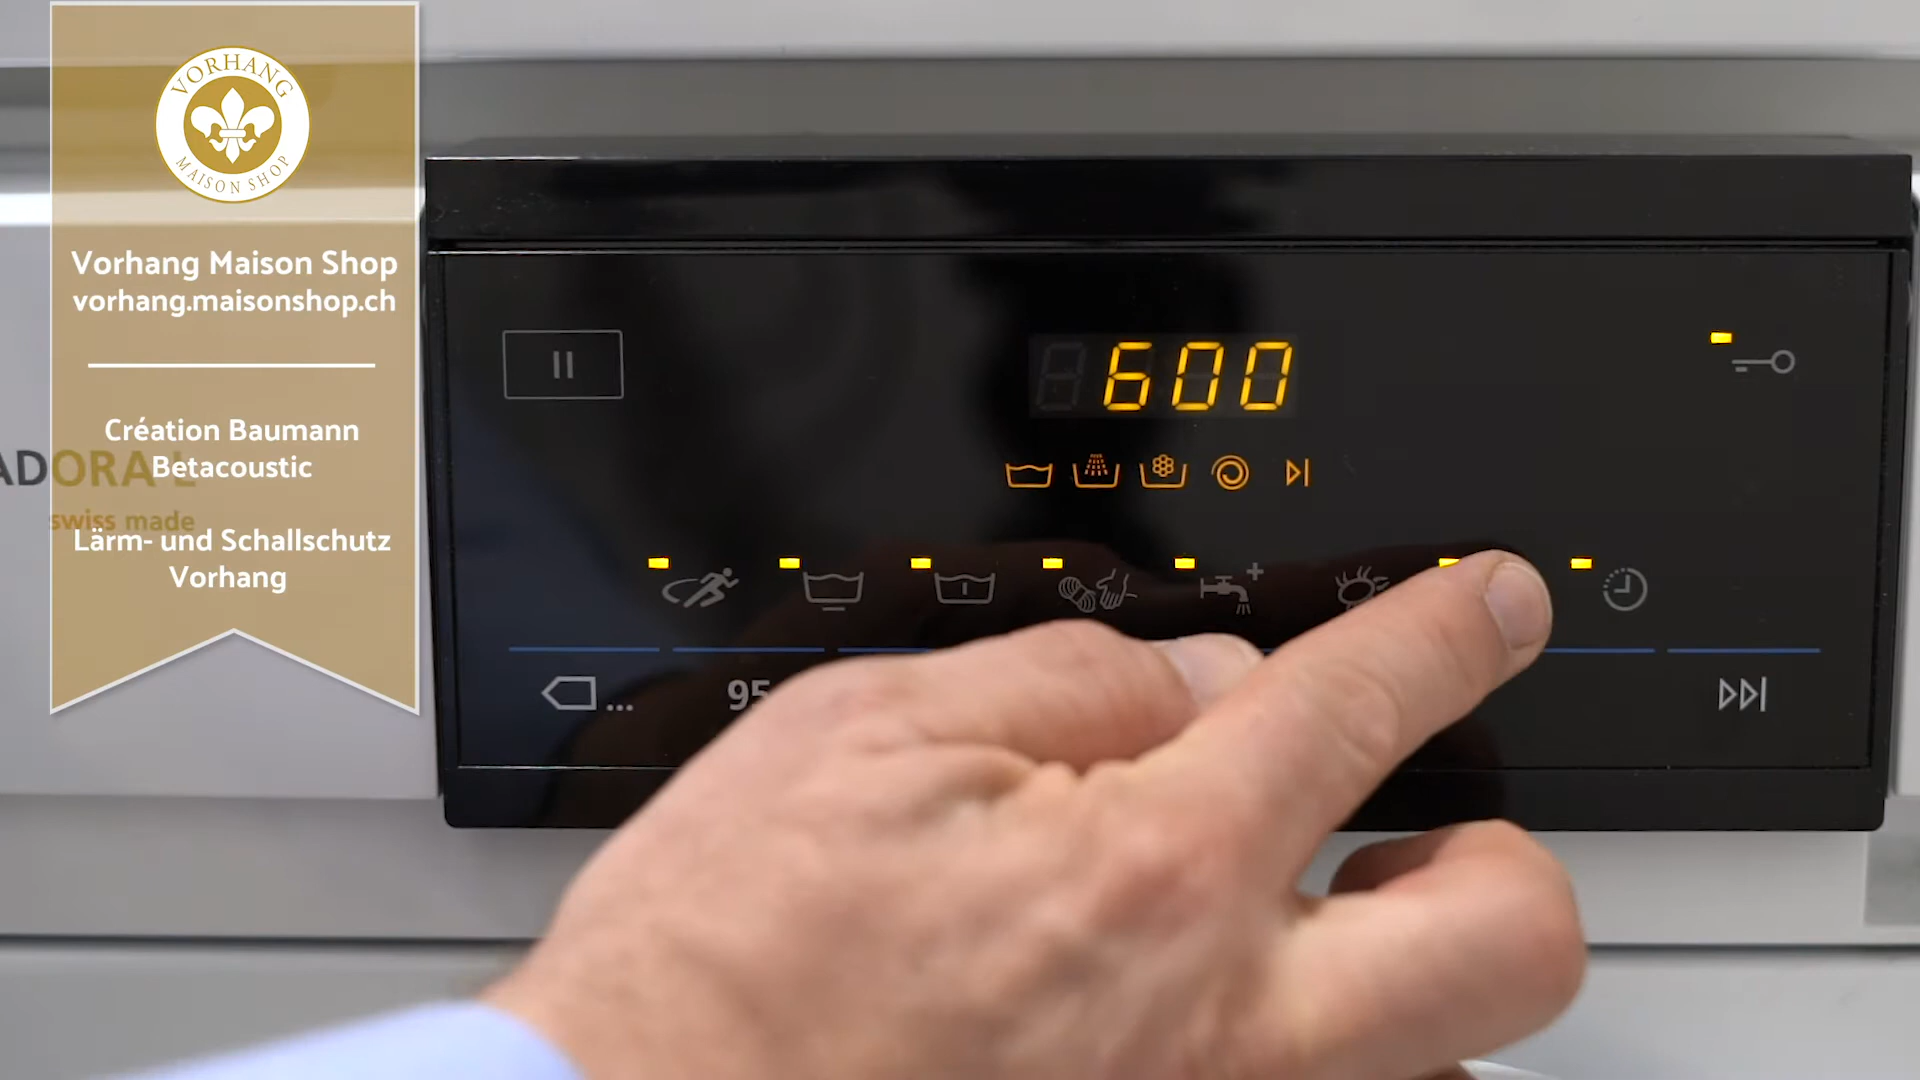 VORHANG
MAISON SHOP
Vorhang Maison Shop
vorhang.maisonshop.ch
Création Baumann
Betacoustic
Lärm- und Schallschutz
Vorhang
ADORA L
swiss made
600
95